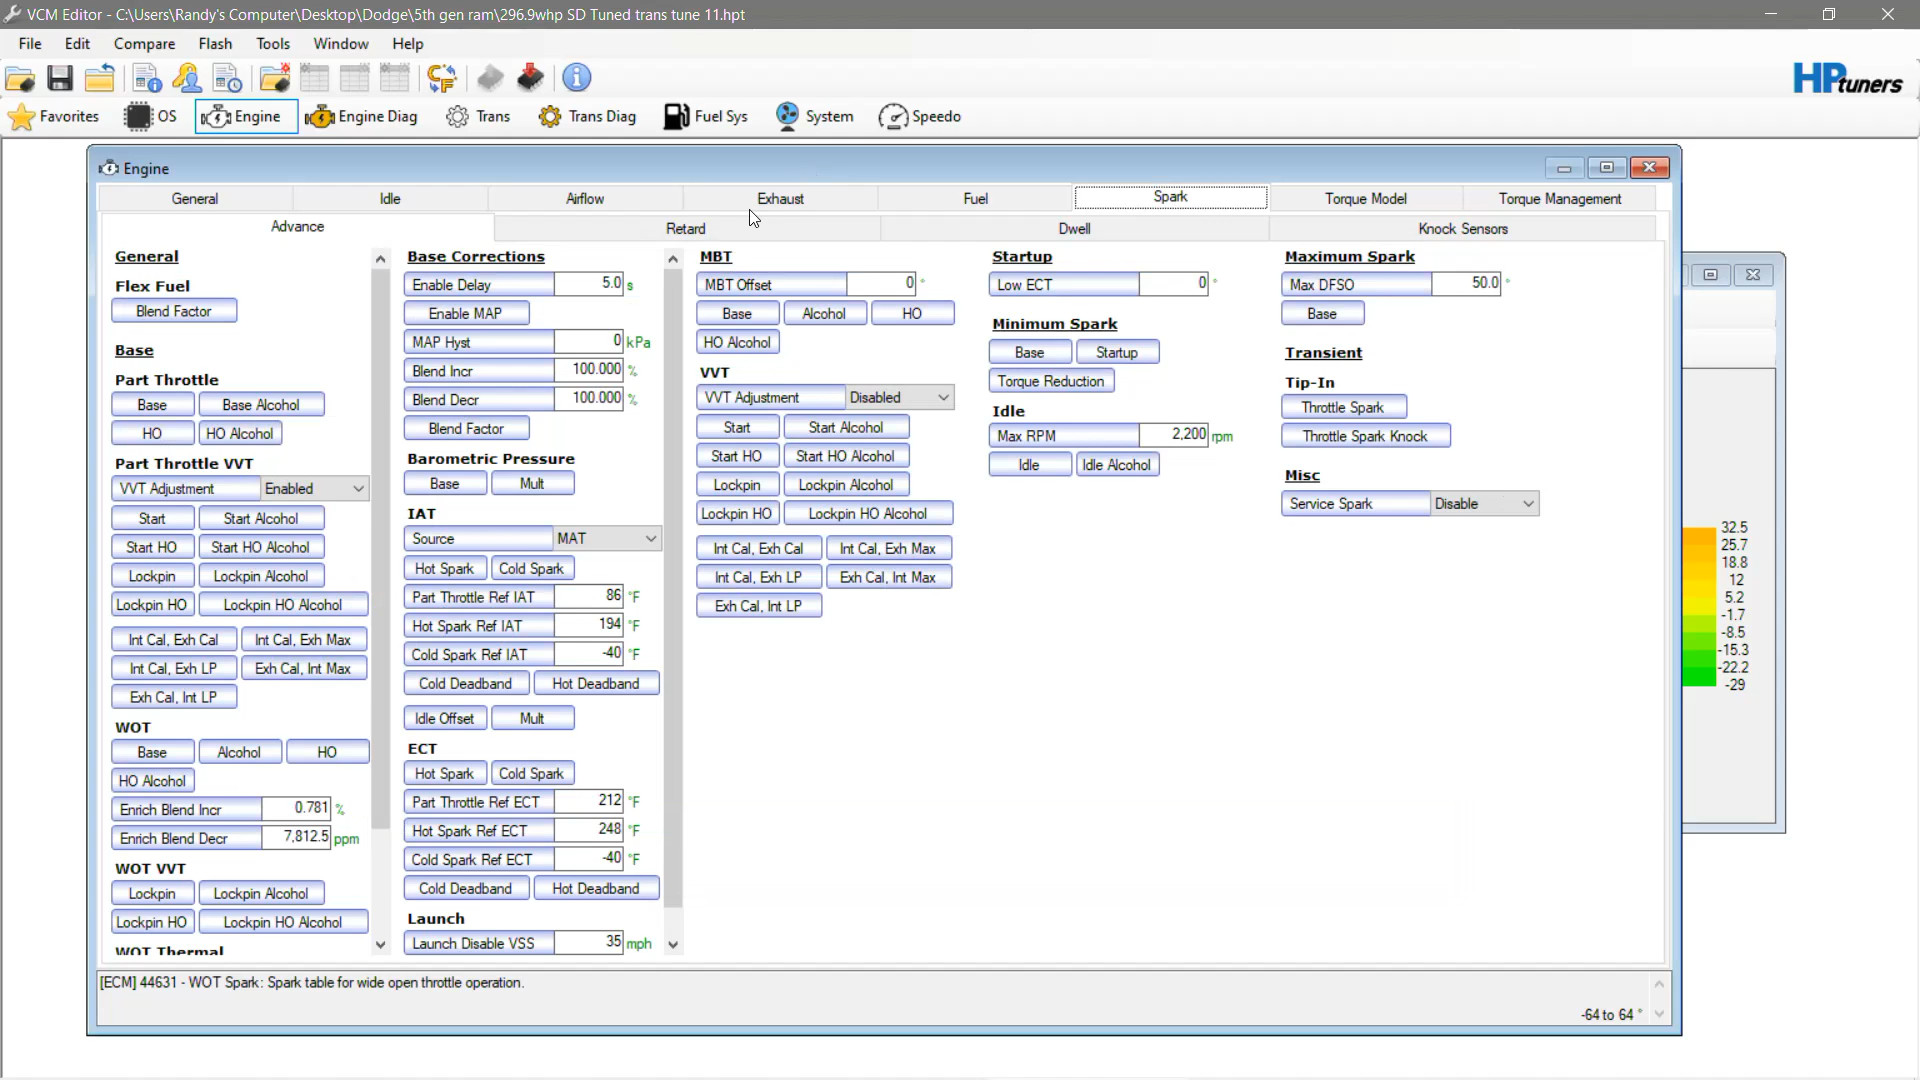 VCM Editor - C:\Users\Randy's Computer\Desktop\Dodge\5th gen ram\296.9whp SD Tuned trans tune 11.hpt
File Edit Compare Flash Tools Window Help
HPtuners
Favorites OS Engine Engine Diag Trans Trans Diag Fuel Sys System Speedo
Engine
General Idle Airflow Exhaust Fuel Spark Torque Model Torque Management
Advance Retard Dwell Knock Sensors
General
Flex Fuel
Blend Factor
Base
Part Throttle
Base Base Alcohol
HO HO Alcohol
Part Throttle VVT
VVT Adjustment Enabled
Start Start Alcohol
Start HO Start HO Alcohol
Lockpin Lockpin Alcohol
Lockpin HO Lockpin HO Alcohol
Int Cal, Exh Cal Int Cal, Exh Max
Int Cal, Exh LP Exh Cal, Int Max
Exh Cal, Int LP
WOT
Base Alcohol HO
HO Alcohol
Enrich Blend Incr 0.781 %
Enrich Blend Decr 7,812.5 ppm
WOT VVT
Lockpin Lockpin Alcohol
Lockpin HO Lockpin HO Alcohol
WOT Thermal
Base Corrections
Enable Delay 5.0 s
Enable MAP
MAP Hyst 0 kPa
Blend Incr 100.000 %
Blend Decr 100.000 %
Blend Factor
Barometric Pressure
Base Mult
IAT
Source MAT
Hot Spark Cold Spark
Part Throttle Ref IAT 86 °F
Hot Spark Ref IAT 194 °F
Cold Spark Ref IAT -40 °F
Cold Deadband Hot Deadband
Idle Offset Mult
ECT
Hot Spark Cold Spark
Part Throttle Ref ECT 212 °F
Hot Spark Ref ECT 248 °F
Cold Spark Ref ECT -40 °F
Cold Deadband Hot Deadband
Launch
Launch Disable VSS 35 mph
MBT
MBT Offset 0 °
Base Alcohol HO
HO Alcohol
VVT
VVT Adjustment Disabled
Start Start Alcohol
Start HO Start HO Alcohol
Lockpin Lockpin Alcohol
Lockpin HO Lockpin HO Alcohol
Int Cal, Exh Cal Int Cal, Exh Max
Int Cal, Exh LP Exh Cal, Int Max
Exh Cal, Int LP
Startup
Low ECT 0 °
Minimum Spark
Base Startup
Torque Reduction
Idle
Max RPM 2,200 rpm
Idle Idle Alcohol
Maximum Spark
Max DFSO 50.0 °
Base
Transient
Tip-In
Throttle Spark
Throttle Spark Knock
Misc
Service Spark Disable
32.5
25.7
18.8
12
5.2
-1.7
-8.5
-15.3
-22.2
-29
[ECM] 44631 - WOT Spark: Spark table for wide open throttle operation.
-64 to 64 °